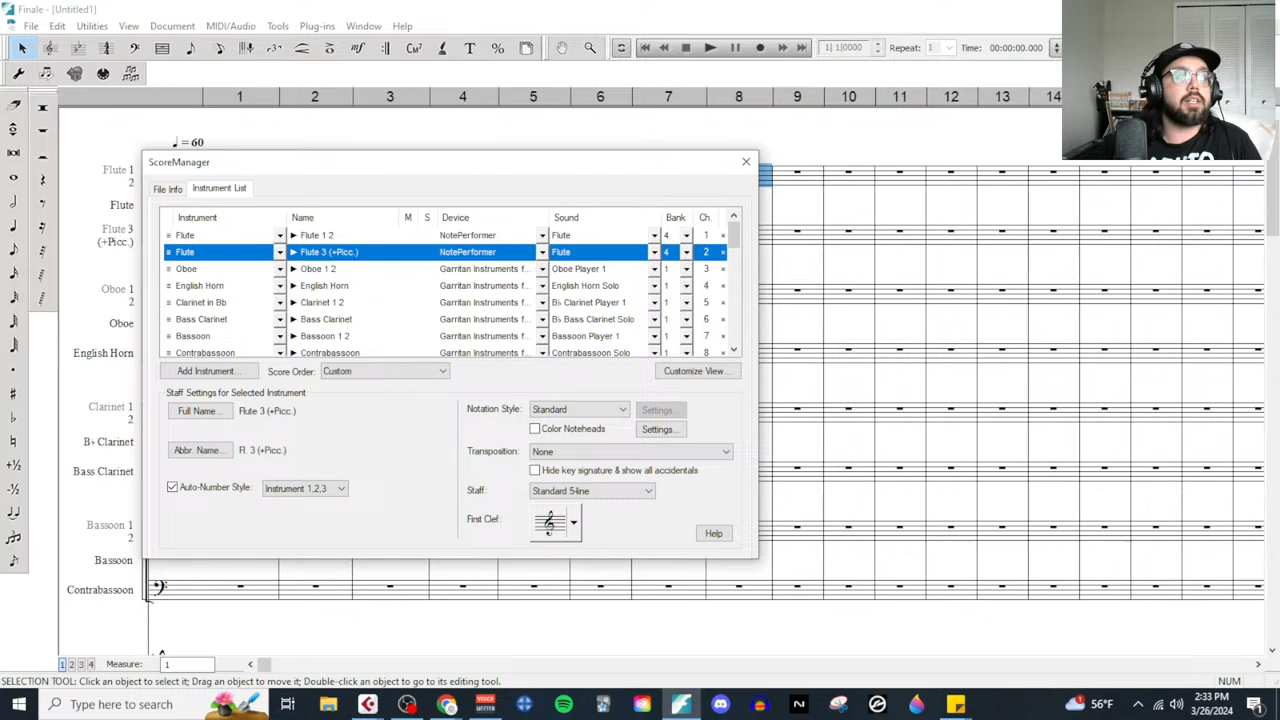 Finale - [Untitled1]
File Edit Utilities View Document MIDI/Audio Tools Plug-ins Window Help
1| 1|0000 Repeat: 1 Time: 00:00:00.000
1 2 3 4 5 6 7 8 9 10 11 12 13 14
♩ = 60
Flute 1
2
Flute
Flute 3
(+Picc.)
Oboe 1
2
Oboe
English Horn
Clarinet 1
2
B♭ Clarinet
Bass Clarinet
Bassoon 1
2
Bassoon
Contrabassoon
ScoreManager
File Info Instrument List
Instrument Name M S Device Sound Bank Ch.
Flute Flute 1 2 NotePerformer Flute 4 1
Flute Flute 3 (+Picc.) NotePerformer Flute 4 2
Oboe Oboe 1 2 Garritan Instruments f... Oboe Player 1 1 3
English Horn English Horn Garritan Instruments f... English Horn Solo 1 4
Clarinet in Bb Clarinet 1 2 Garritan Instruments f... B♭ Clarinet Player 1 1 5
Bass Clarinet Bass Clarinet Garritan Instruments f... B♭ Bass Clarinet Solo 1 6
Bassoon Bassoon 1 2 Garritan Instruments f... Bassoon Player 1 1 7
Contrabassoon Contrabassoon Garritan Instruments f... Contrabassoon Solo 1 8
Add Instrument... Score Order: Custom Customize View...
Staff Settings for Selected Instrument
Full Name... Flute 3 (+Picc.)
Abbr. Name... Fl. 3 (+Picc.)
Auto-Number Style: Instrument 1,2,3
Notation Style: Standard Settings...
Color Noteheads Settings...
Transposition: None
Hide key signature & show all accidentals
Staff: Standard 5-line
First Clef:
Help
1 2 3 4 Measure: 1
SELECTION TOOL: Click an object to select it; Drag an object to move it; Double-click an object to go to its editing tool. NUM
Type here to search
56°F
2:33 PM
3/26/2024